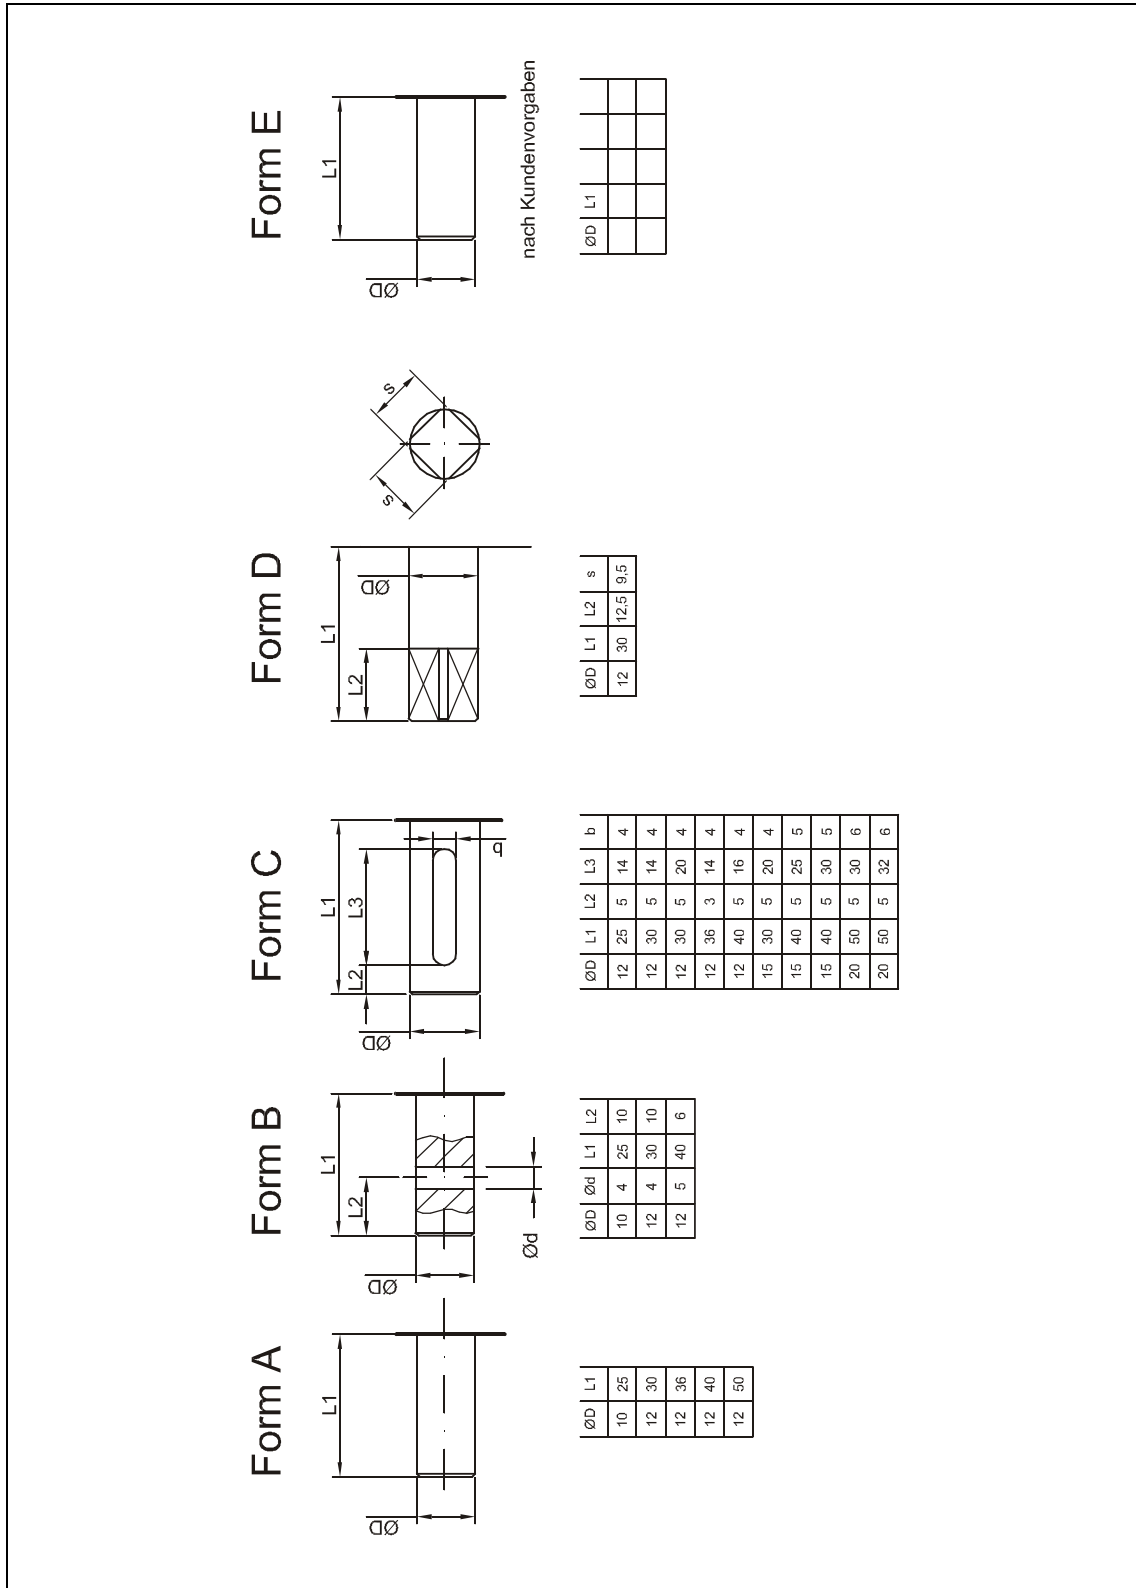 Form A
L1
ØD
ØD L1
10 25
12 30
12 36
12 40
12 50
Form B
L1
L2
ØD
Ød
ØD Ød L1 L2
10 4 25 10
12 4 30 10
12 5 40 6
Form C
L1
L2 L3
ØD
b
ØD L1 L2 L3 b
12 25 5 14 4
12 30 5 14 4
12 30 5 20 4
12 36 3 14 4
12 40 5 16 4
15 30 5 20 4
15 40 5 25 5
15 40 5 30 5
20 50 5 30 6
20 50 5 32 6
Form D
L1
L2
ØD
s
s
ØD L1 L2 s
12 30 12,5 9,5
Form E
L1
ØD
nach Kundenvorgaben
ØD L1